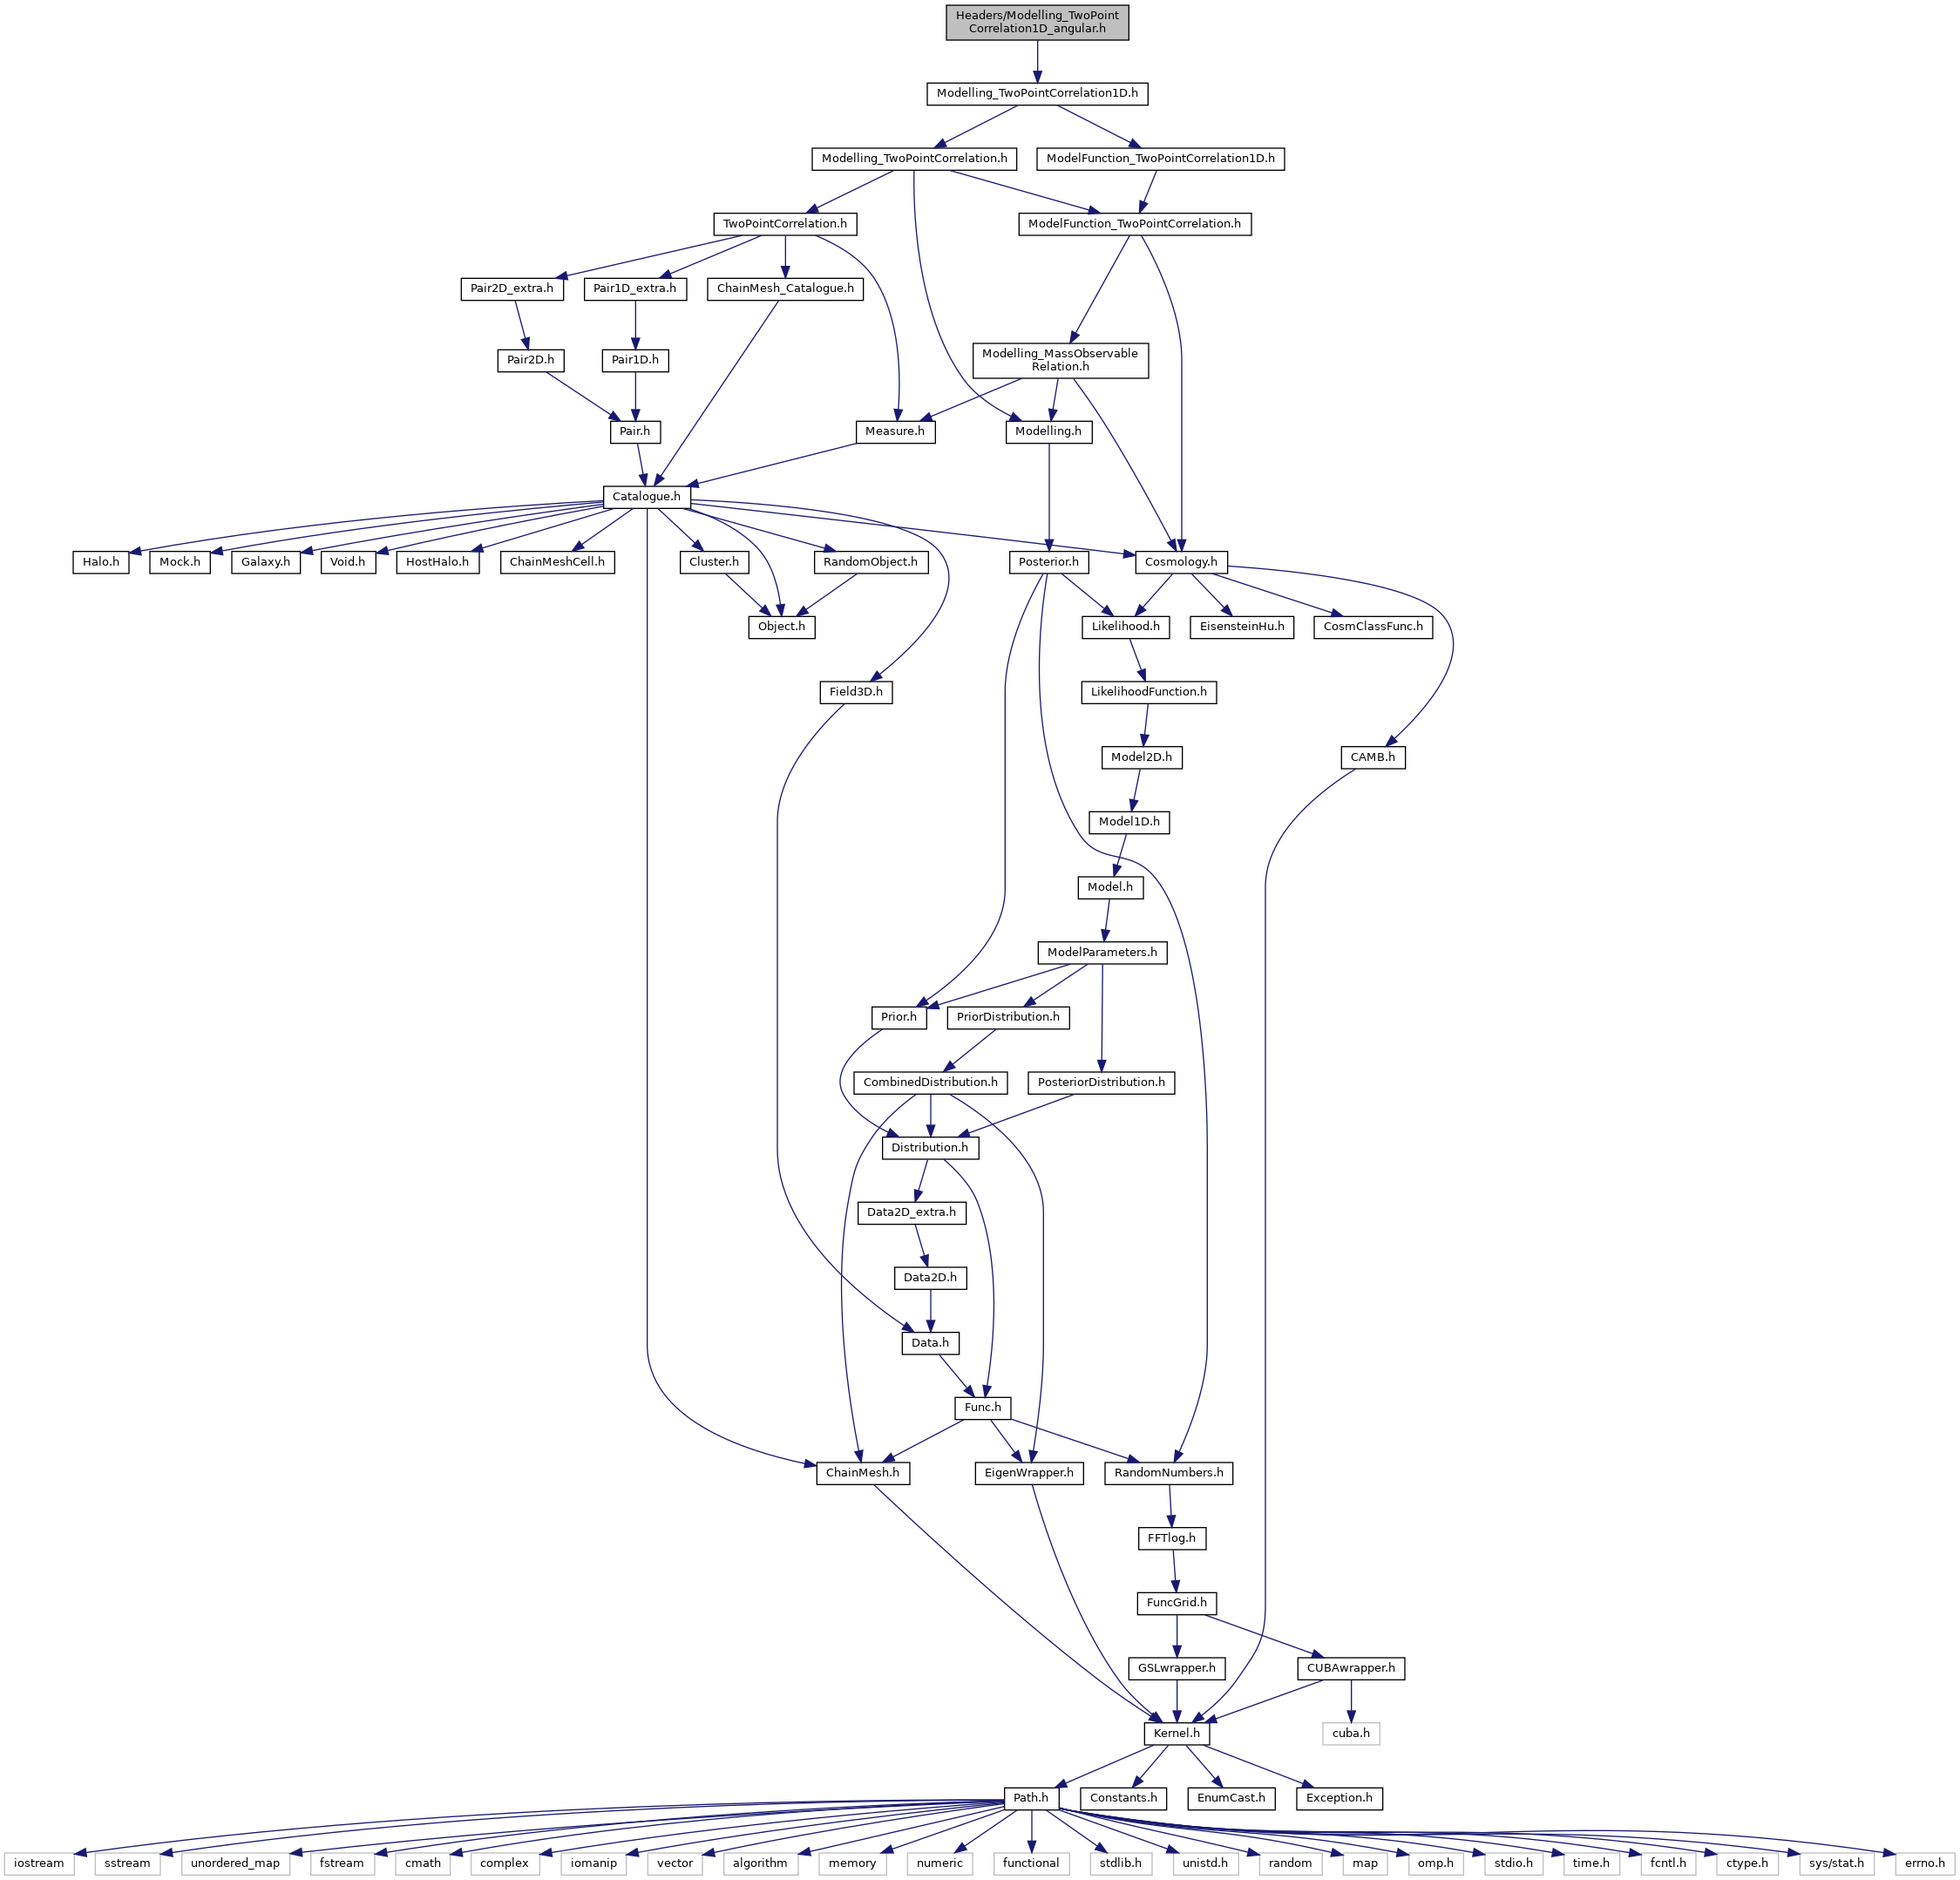 Headers/Modelling_TwoPoint
Correlation1D_angular.h
Modelling_TwoPointCorrelation1D.h
Modelling_TwoPointCorrelation.h
ModelFunction_TwoPointCorrelation1D.h
TwoPointCorrelation.h
ModelFunction_TwoPointCorrelation.h
Pair2D_extra.h
Pair1D_extra.h
ChainMesh_Catalogue.h
Pair2D.h
Pair1D.h
Modelling_MassObservable
Relation.h
Pair.h
Measure.h
Modelling.h
Catalogue.h
Halo.h
Mock.h
Galaxy.h
Void.h
HostHalo.h
ChainMeshCell.h
Cluster.h
RandomObject.h
Posterior.h
Cosmology.h
Object.h
Likelihood.h
EisensteinHu.h
CosmClassFunc.h
Field3D.h
LikelihoodFunction.h
Model2D.h
CAMB.h
Model1D.h
Model.h
ModelParameters.h
Prior.h
PriorDistribution.h
CombinedDistribution.h
PosteriorDistribution.h
Distribution.h
Data2D_extra.h
Data2D.h
Data.h
Func.h
ChainMesh.h
EigenWrapper.h
RandomNumbers.h
FFTlog.h
FuncGrid.h
GSLwrapper.h
CUBAwrapper.h
Kernel.h
cuba.h
Path.h
Constants.h
EnumCast.h
Exception.h
iostream
sstream
unordered_map
fstream
cmath
complex
iomanip
vector
algorithm
memory
numeric
functional
stdlib.h
unistd.h
random
map
omp.h
stdio.h
time.h
fcntl.h
ctype.h
sys/stat.h
errno.h